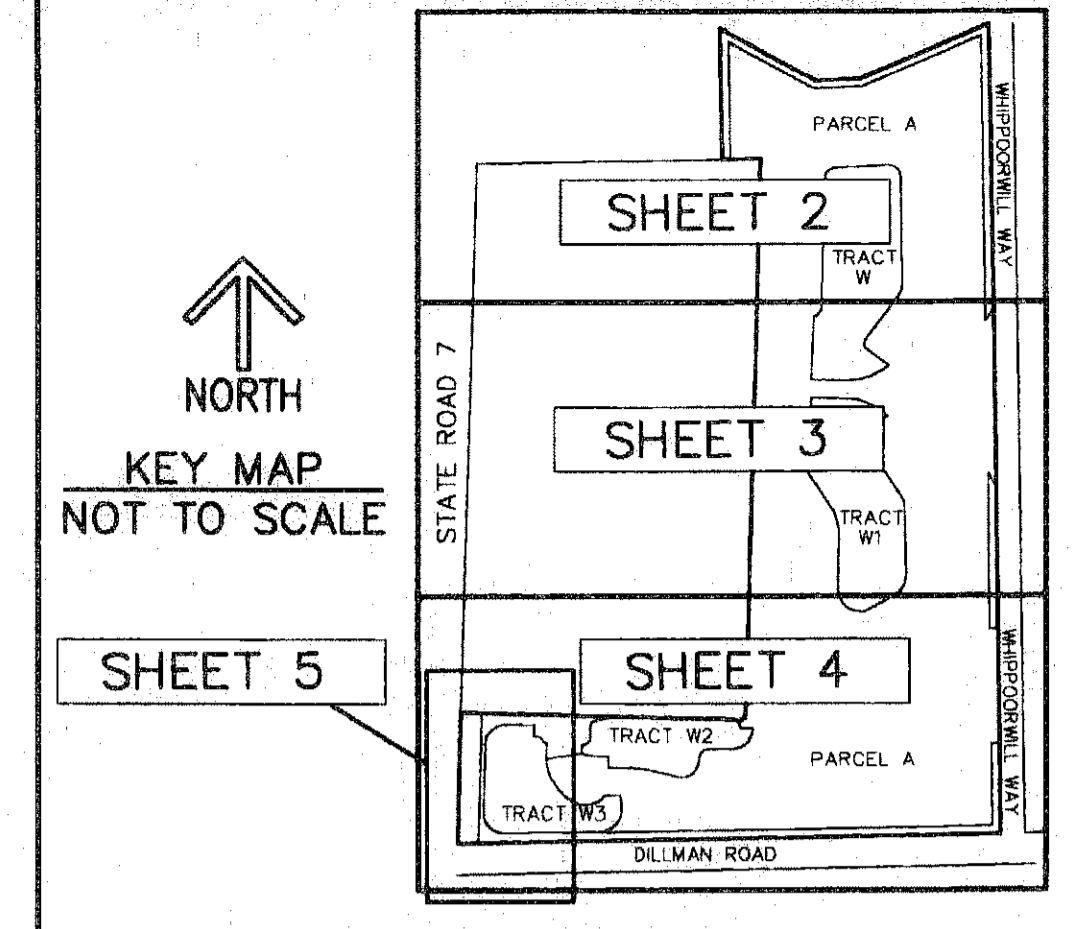 PARCEL A
WHIPPOORWILL WAY
SHEET 2
TRACT
W
NORTH
KEY MAP
NOT TO SCALE
STATE ROAD 7
SHEET 3
TRACT
W1
SHEET 5
SHEET 4
WHIPPOORWILL WAY
TRACT W2
PARCEL A
TRACT W3
DILLMAN ROAD